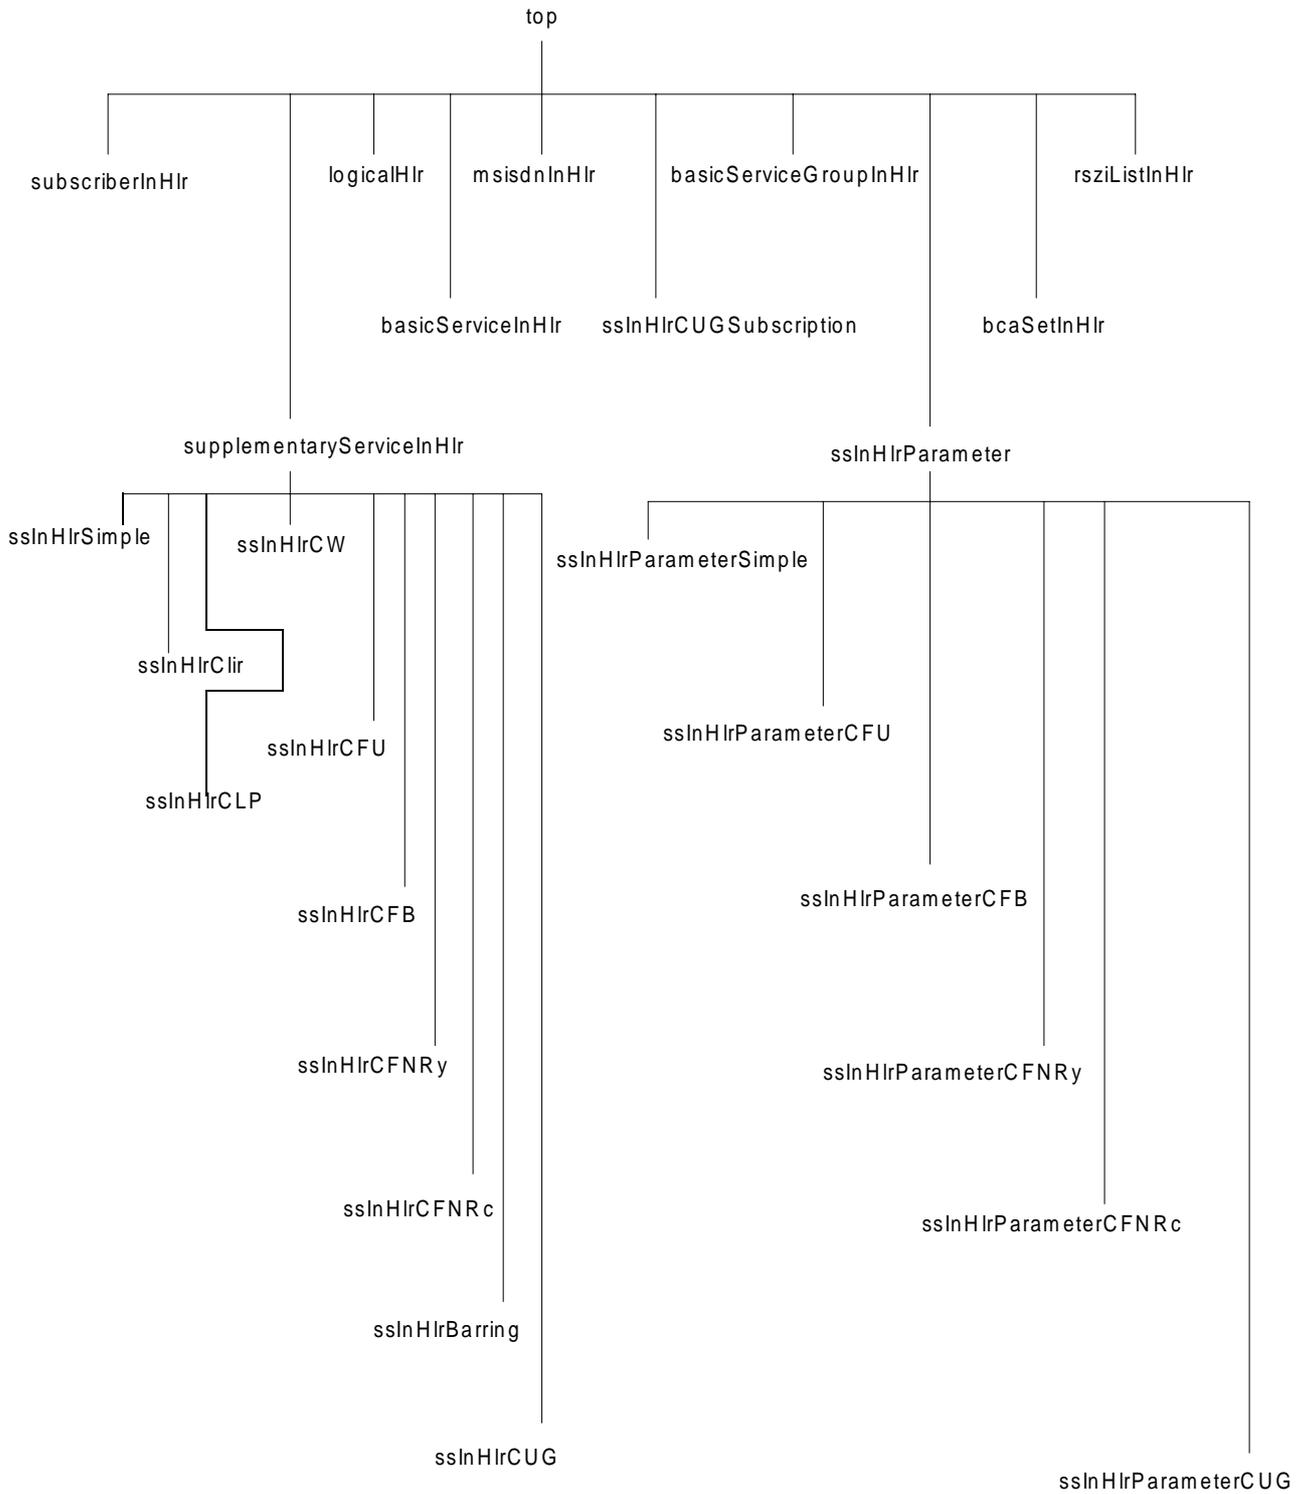 top
subscriberInHlr
logicalHlr
msisdnInHlr
basicServiceGroupInHlr
rsziListInHlr
basicServiceInHlr
ssInHlrCUGSubscription
bcaSetInHlr
supplementaryServiceInHlr
ssInHlrParameter
ssInHlrSimple
ssInHlrCW
ssInHlrParameterSimple
ssInHlrClir
ssInHlrParameterCFU
ssInHlrCFU
ssInHlrCLP
ssInHlrParameterCFB
ssInHlrCFB
ssInHlrCFNRy
ssInHlrParameterCFNRy
ssInHlrCFNRc
ssInHlrParameterCFNRc
ssInHlrBarring
ssInHlrCUG
ssInHlrParameterCUG